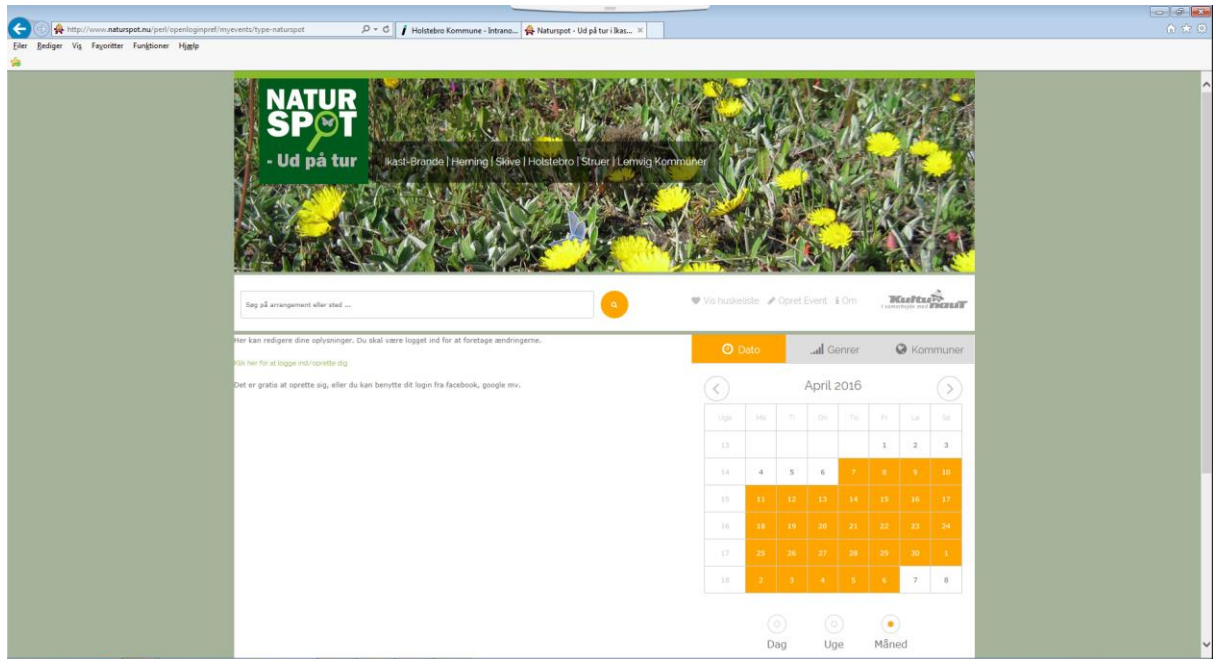 http://www.naturspot.nu/perl/openloginpref/myevents/type-naturspot
Holstebro Kommune - Intrano...
Naturspot - Ud på tur i Ikas...
Filer Rediger Vis Favoritter Funktioner Hjælp
NATUR
SPOT
- Ud på tur
Ikast-Brande | Herning | Skive | Holstebro | Struer | Lemvig Kommuner
Søg på arrangement eller sted ...
Vis huskeliste Opret Event Om
Kultu
I samarbejde med naut
Her kan redigere dine oplysninger. Du skal være logget ind for at foretage ændringerne.
Klik her for at logge ind/oprette dig
Det er gratis at oprette sig, eller du kan benytte dit login fra facebook, google mv.
Dato Genrer Kommuner
April 2016
Uge Ma Ti On To Fr Lø Sø
13 1 2 3
14 4 5 6 7 8 9 10
15 11 12 13 14 15 16 17
16 18 19 20 21 22 23 24
17 25 26 27 28 29 30 1
18 2 3 4 5 6 7 8
Dag Uge Måned